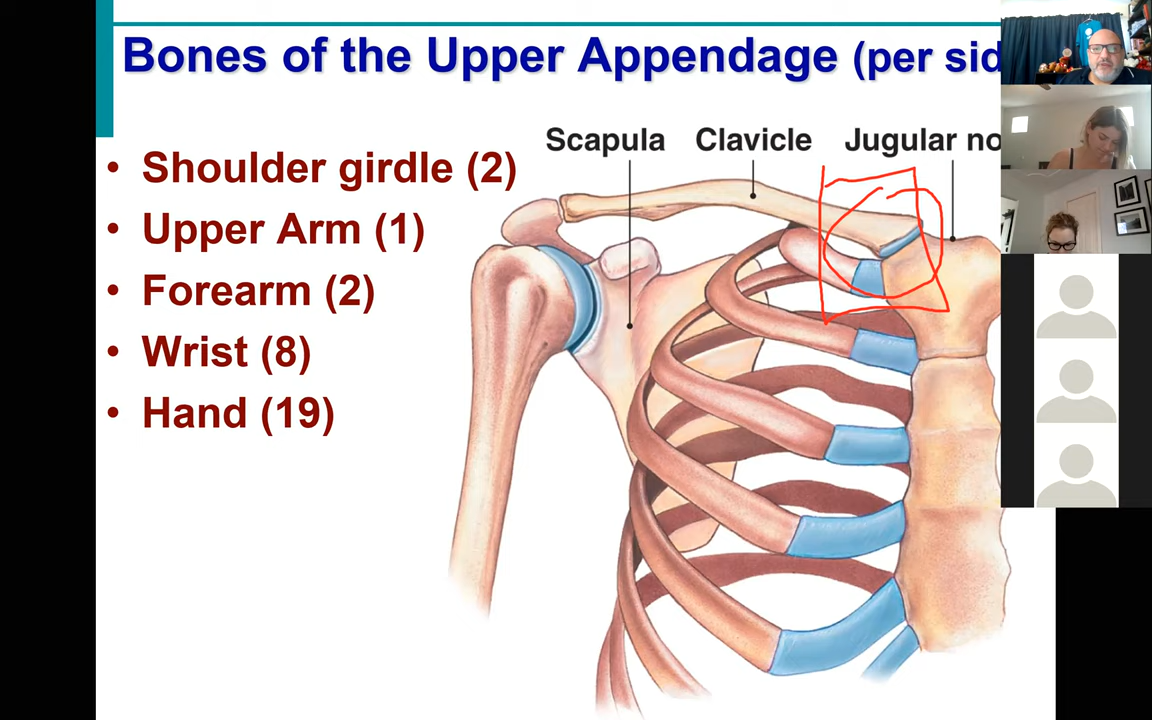 Bones of the Upper Appendage (per sid
Scapula Clavicle Jugular no
• Shoulder girdle (2)
• Upper Arm (1)
• Forearm (2)
• Wrist (8)
• Hand (19)